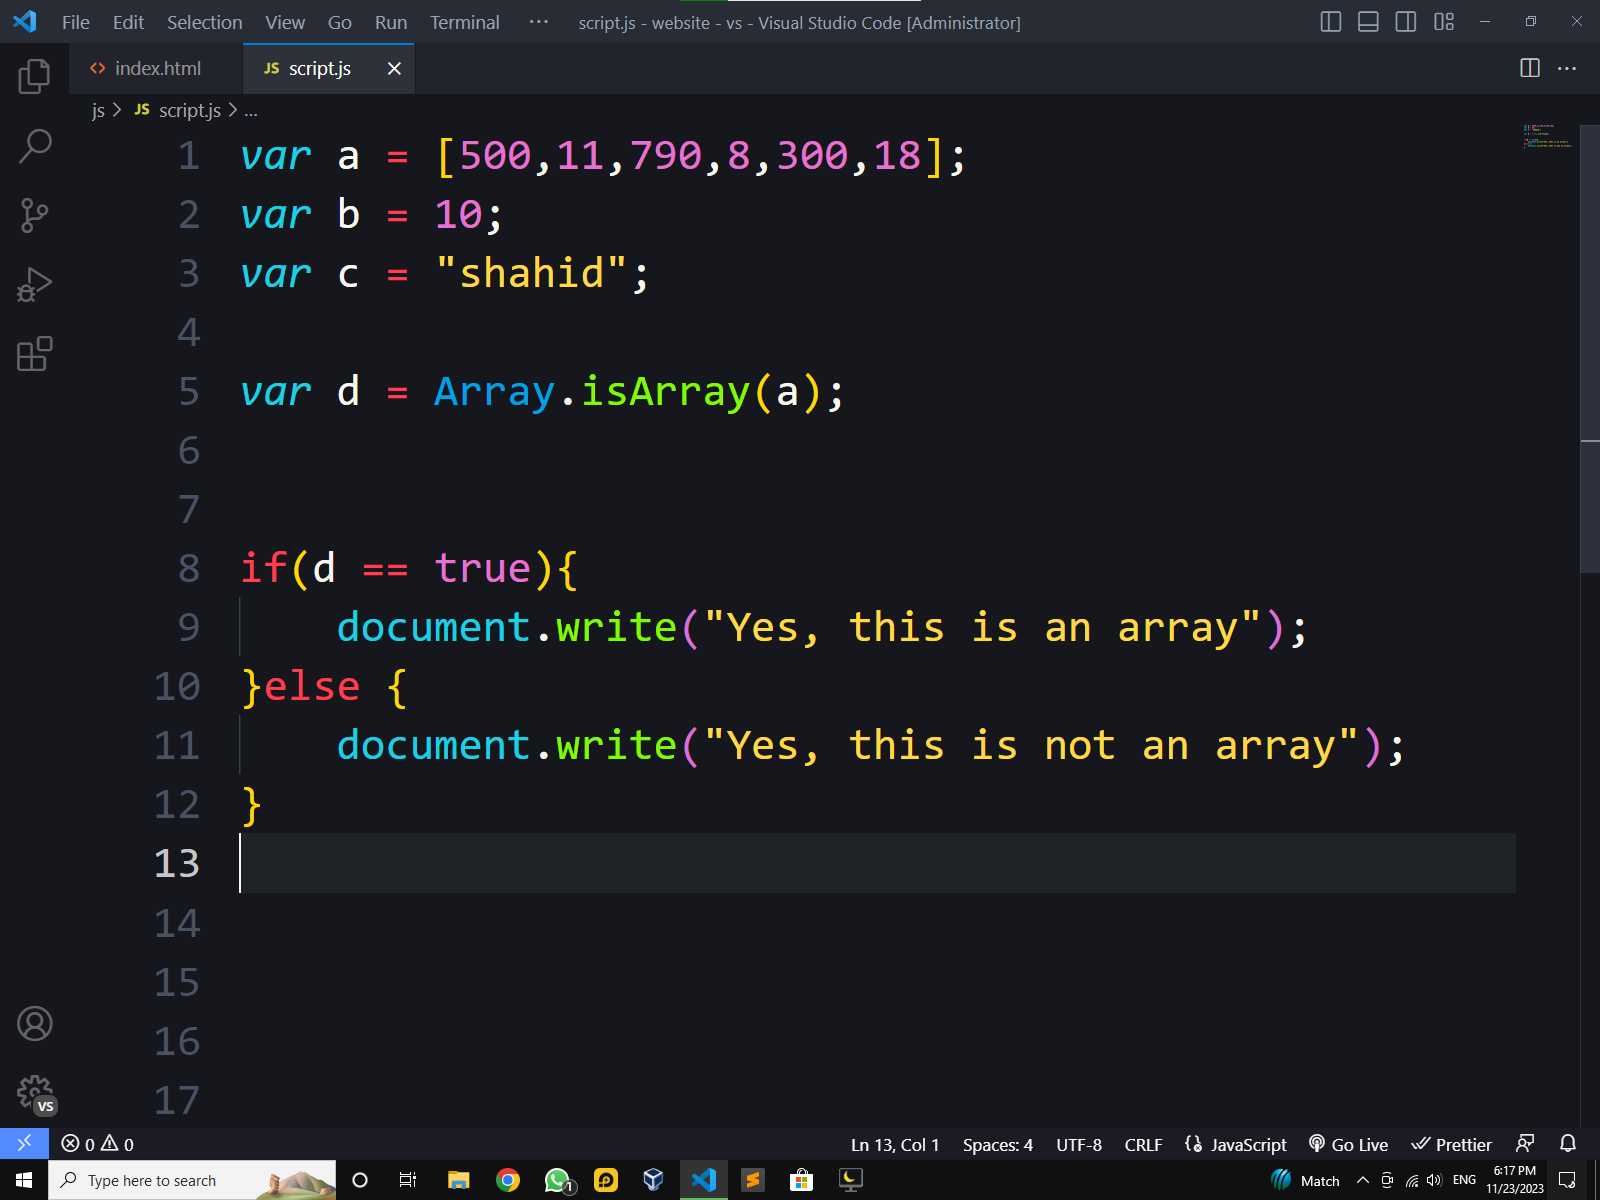 File Edit Selection View Go Run Terminal ··· script.js - website - vs - Visual Studio Code [Administrator]
<> index.html JS script.js ×
js > JS script.js > ...
1 var a = [500,11,790,8,300,18];
2 var b = 10;
3 var c = "shahid";
4
5 var d = Array.isArray(a);
6
7
8 if(d == true){
9     document.write("Yes, this is an array");
10 }else {
11     document.write("Yes, this is not an array");
12 }
13
14
15
16
17
VS
0 0 Ln 13, Col 1 Spaces: 4 UTF-8 CRLF {} JavaScript Go Live Prettier
Type here to search 1 Match ENG 6:17 PM
11/23/2023